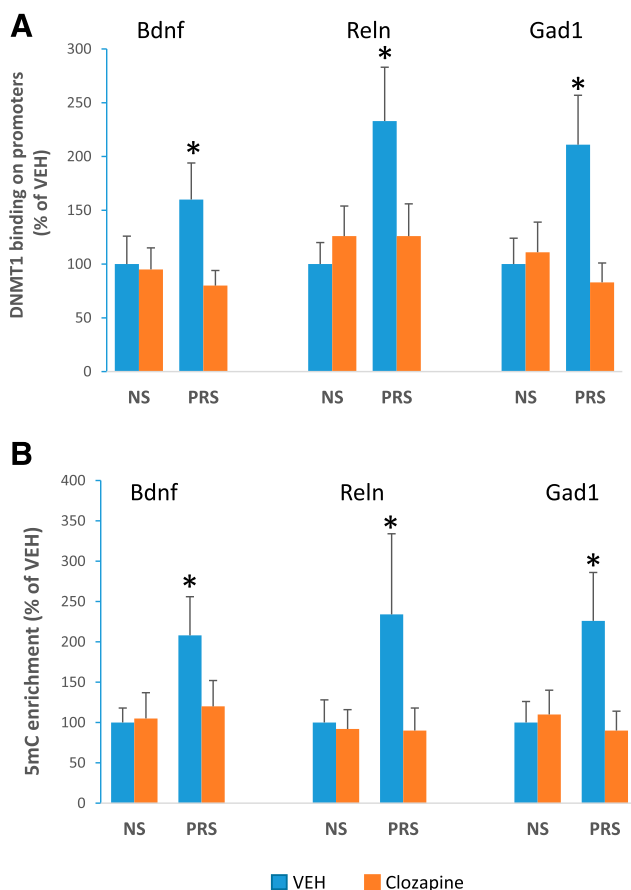 A
Bdnf Reln Gad1
DNMT1 binding on promoters
(% of VEH)
300
250
200
150
100
50
0
* * *
NS PRS NS PRS NS PRS
B
Bdnf Reln Gad1
5mC enrichment (% of VEH)
400
350
300
250
200
150
100
50
0
* * *
NS PRS NS PRS NS PRS
VEH Clozapine